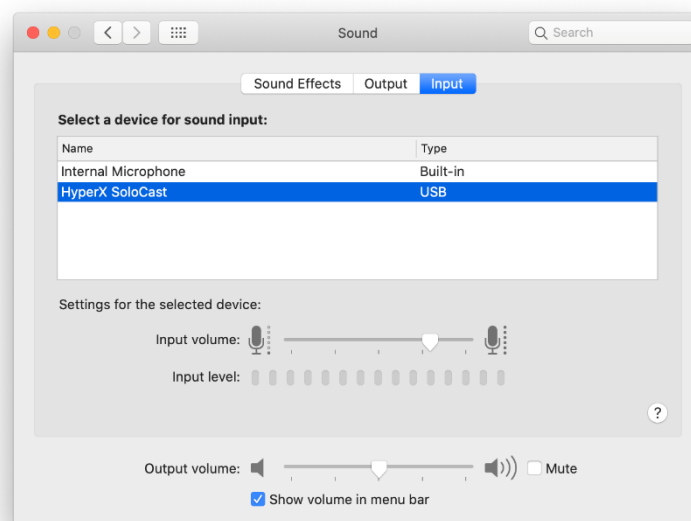 Sound
Search
Sound Effects Output Input
Select a device for sound input:
Name Type
Internal Microphone Built-in
HyperX SoloCast USB
Settings for the selected device:
Input volume:
Input level:
?
Output volume: Mute
Show volume in menu bar